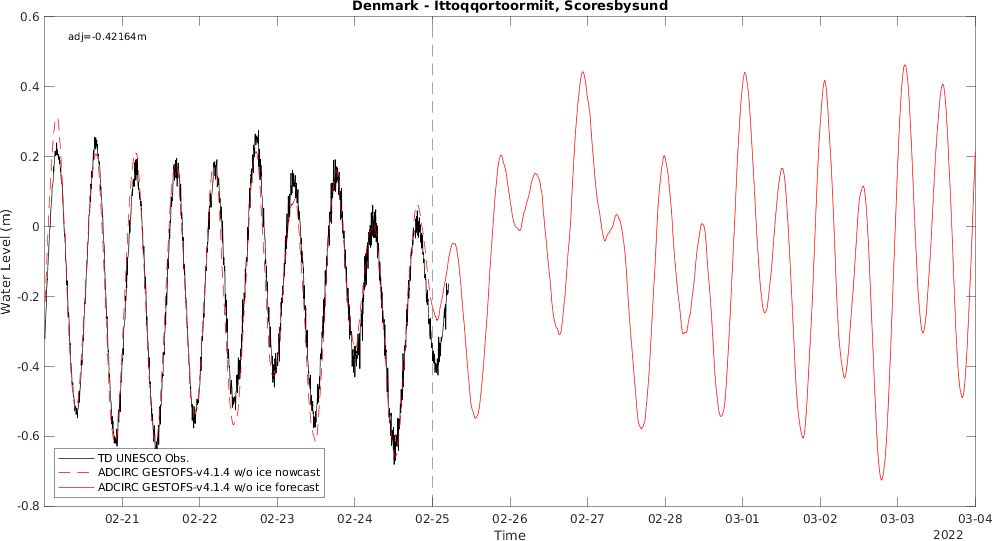 Denmark - Ittoqqortoormiit, Scoresbysund
adj=-0.42164m
0.6
0.4
0.2
0
-0.2
-0.4
-0.6
-0.8
Water Level (m)
TD UNESCO Obs.
ADCIRC GESTOFS-v4.1.4 w/o ice nowcast
ADCIRC GESTOFS-v4.1.4 w/o ice forecast
02-21 02-22 02-23 02-24 02-25 02-26 02-27 02-28 03-01 03-02 03-03 03-04
Time
2022